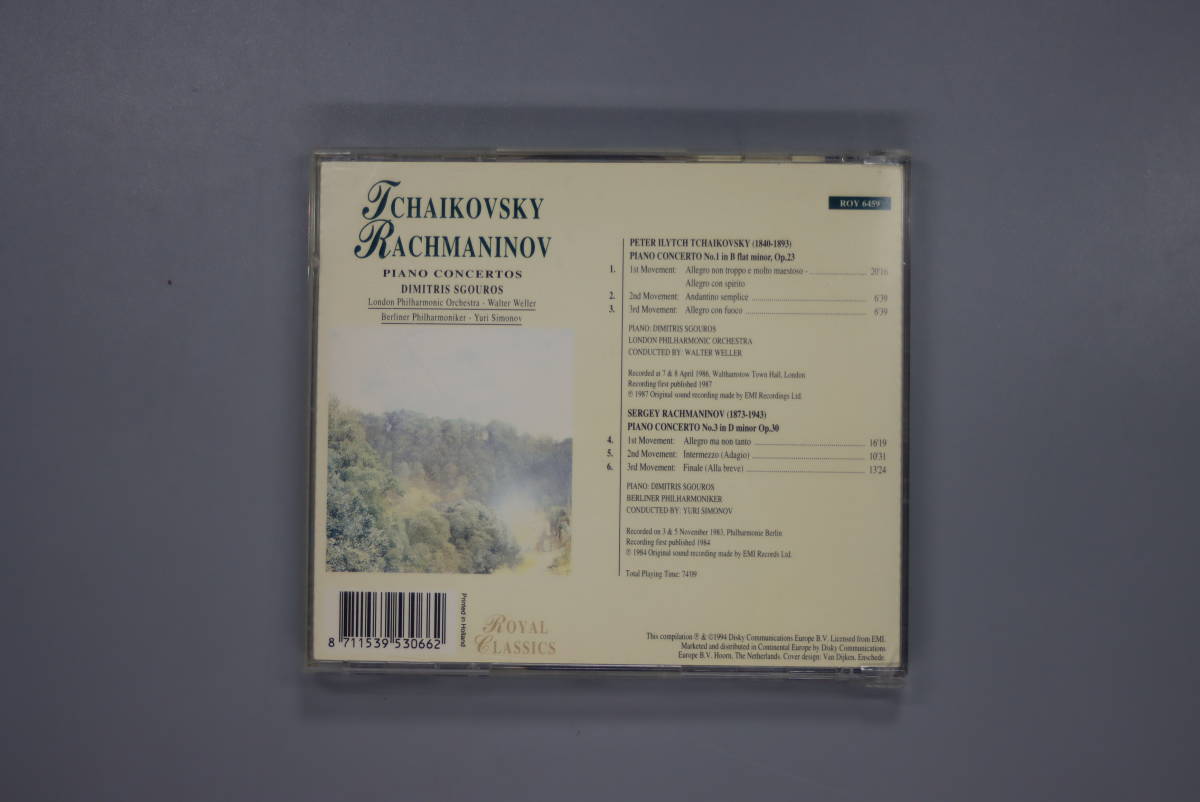 TCHAIKOVSKY
RACHMANINOV
PIANO CONCERTOS
DIMITRIS SGOUROS
London Philharmonic Orchestra - Walter Weller
Berliner Philharmoniker - Yuri Simonov
ROY 6459
PETER ILYTCH TCHAIKOVSKY (1840-1893)
PIANO CONCERTO No.1 in B flat minor, Op.23
1. 1st Movement: Allegro non troppo e molto maestoso - 20'16
Allegro con spirito
2. 2nd Movement: Andantino semplice 6'39
3. 3rd Movement: Allegro con fuoco 6'39
PIANO: DIMITRIS SGOUROS
LONDON PHILHARMONIC ORCHESTRA
CONDUCTED BY: WALTER WELLER
Recorded at 7 & 8 April 1986, Walthamstow Town Hall, London
Recording first published 1987
℗ 1987 Original sound recording made by EMI Recordings Ltd.
SERGEY RACHMANINOV (1873-1943)
PIANO CONCERTO No.3 in D minor Op.30
4. 1st Movement: Allegro ma non tanto 16'19
5. 2nd Movement: Intermezzo (Adagio) 10'31
6. 3rd Movement: Finale (Alla breve) 13'24
PIANO: DIMITRIS SGOUROS
BERLINER PHILHARMONIKER
CONDUCTED BY: YURI SIMONOV
Recorded on 3 & 5 November 1983, Philharmonie Berlin
Recording first published 1984
℗ 1984 Original sound recording made by EMI Records Ltd.
Total Playing Time: 74'09
8 711539 530662
Printed in Holland
ROYAL
CLASSICS
This compilation ℗ & ©1994 Disky Communications Europe B.V. Licensed from EMI.
Marketed and distributed in Continental Europe by Disky Communications
Europe B.V. Hoorn, The Netherlands. Cover design: Van Dijken, Enschede.